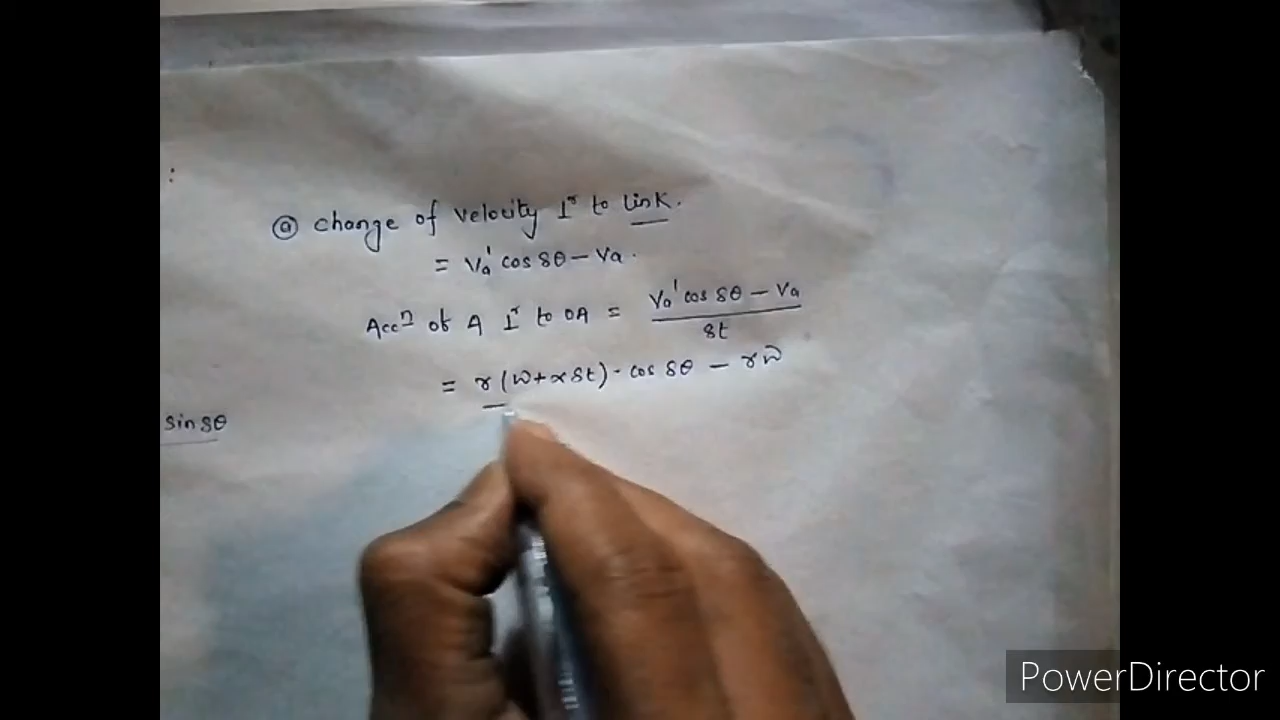 :
ⓐ change of velocity ⊥ʳ to link.
= Va' cos δθ – Va.
Accⁿ of A ⊥ʳ to OA = Va' cos δθ – Va
δt
= r(ω+αδt)·cos δθ – rω
sin δθ
PowerDirector